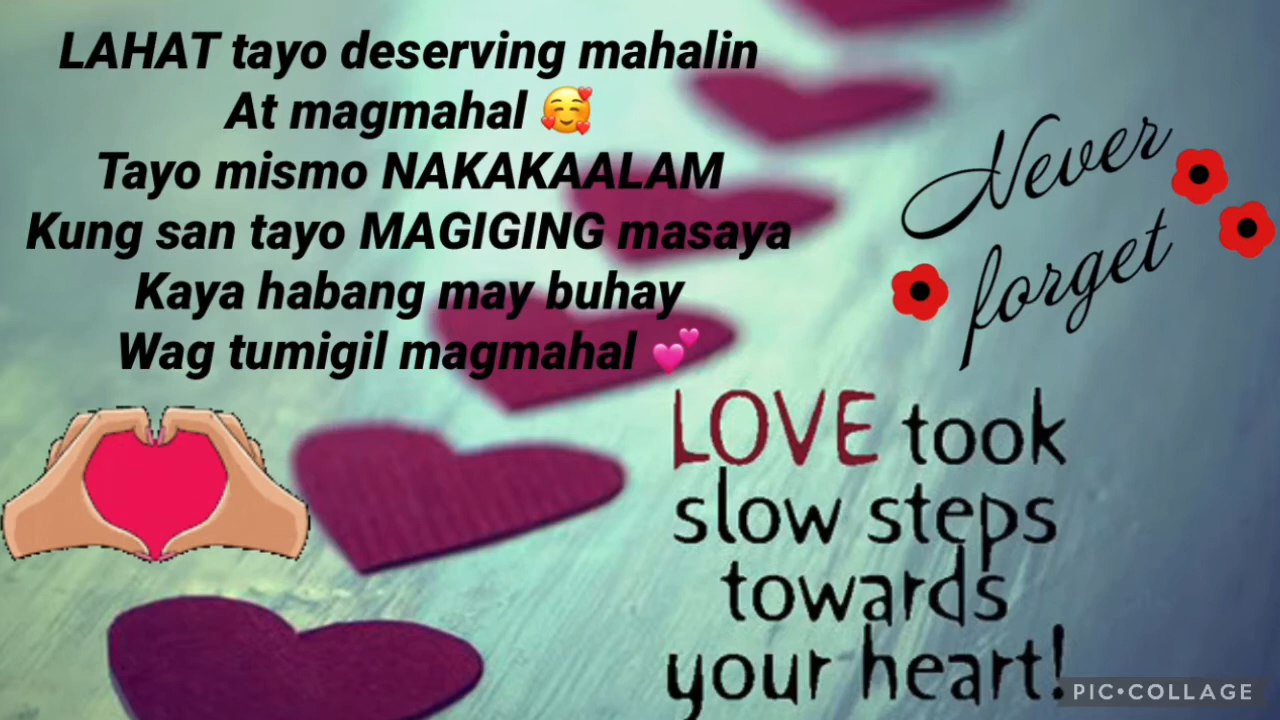 LAHAT tayo deserving mahalin
At magmahal 🥰
Tayo mismo NAKAKAALAM
Kung san tayo MAGIGING masaya
Kaya habang may buhay
Wag tumigil magmahal 💕
Never
forget
LOVE took
slow steps
towards
your heart!
PIC•COLLAGE